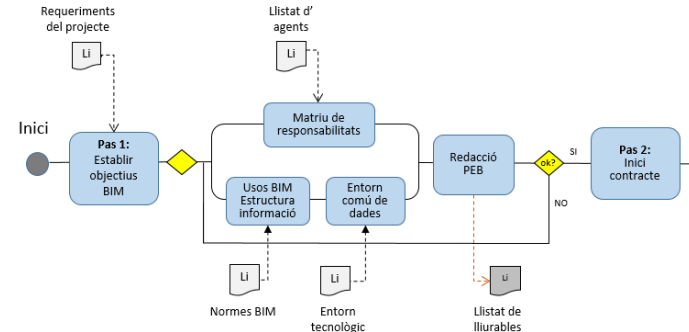 Requeriments
del projecte
Li
Llistat d'
agents
Li
Inici
Pas 1:
Establir
objectius
BIM
Matriu de
responsabilitats
Usos BIM
Estructura
informació
Entorn
comú de
dades
Redacció
PEB
ok?
SI
NO
Pas 2:
Inici
contracte
Li
Normes BIM
Li
Entorn
tecnològic
Li
Llistat de
lliurables